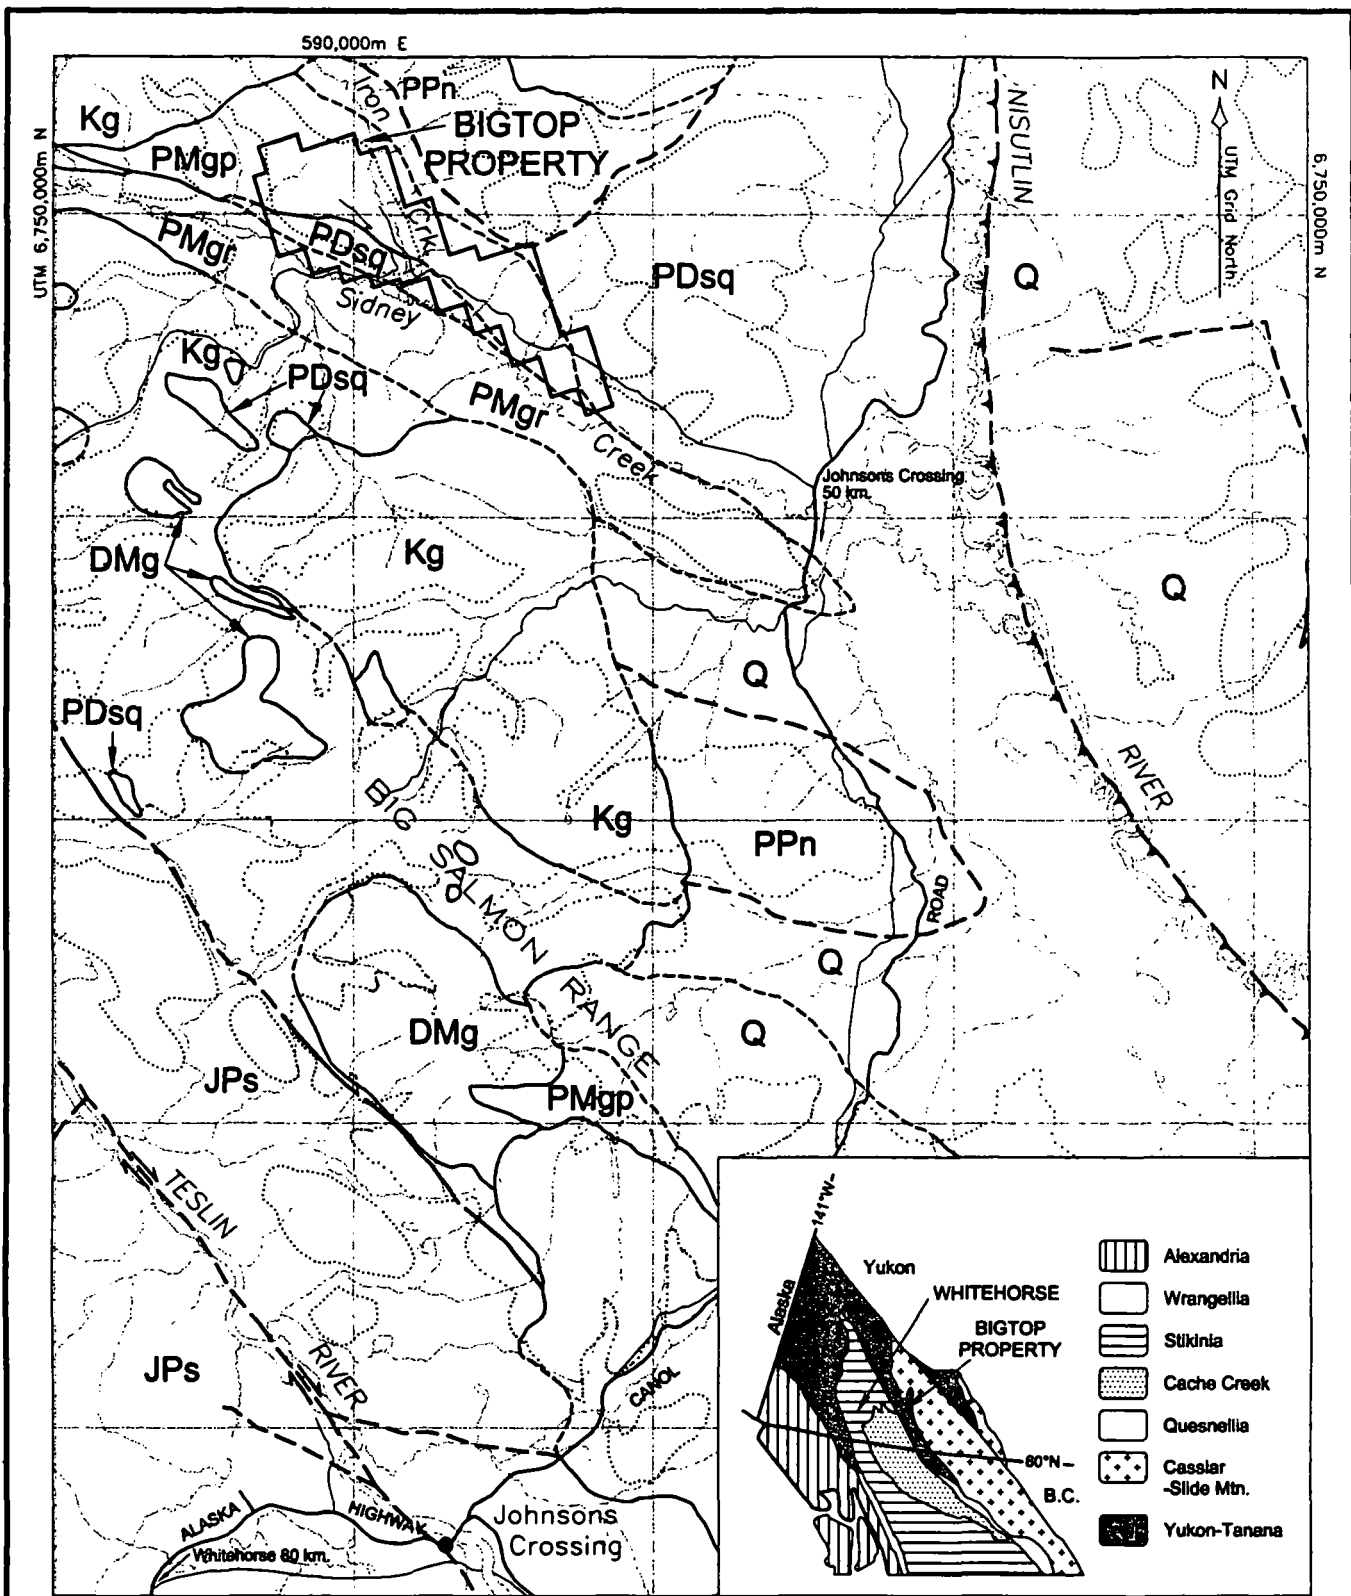 590,000m E
UTM 6,750,000m N
6,750,000m N
N
UTM Grid North
Kg
PPn
Iron
Crk
BIGTOP
PROPERTY
NISUTLIN
PMgp
PMgr
PDsq
PDsq
Q
Sidney
Kg
PDsq
PMgr
Creek
Johnson's Crossing
50 km.
DMg
Kg
Q
Q
PDsq
RIVER
BIG
SALMON
RANGE
Kg
PPn
ROAD
Q
DMg
Q
JPs
PMgp
TESLIN
RIVER
JPs
CANOL
ALASKA
HIGHWAY
Whitehorse 80 km.
Johnsons
Crossing
141°W
Alaska
Yukon
WHITEHORSE
BIGTOP
PROPERTY
60°N
B.C.
Alexandria
Wrangellia
Stikinia
Cache Creek
Quesnellia
Cassiar
-Slide Mtn.
Yukon-Tanana